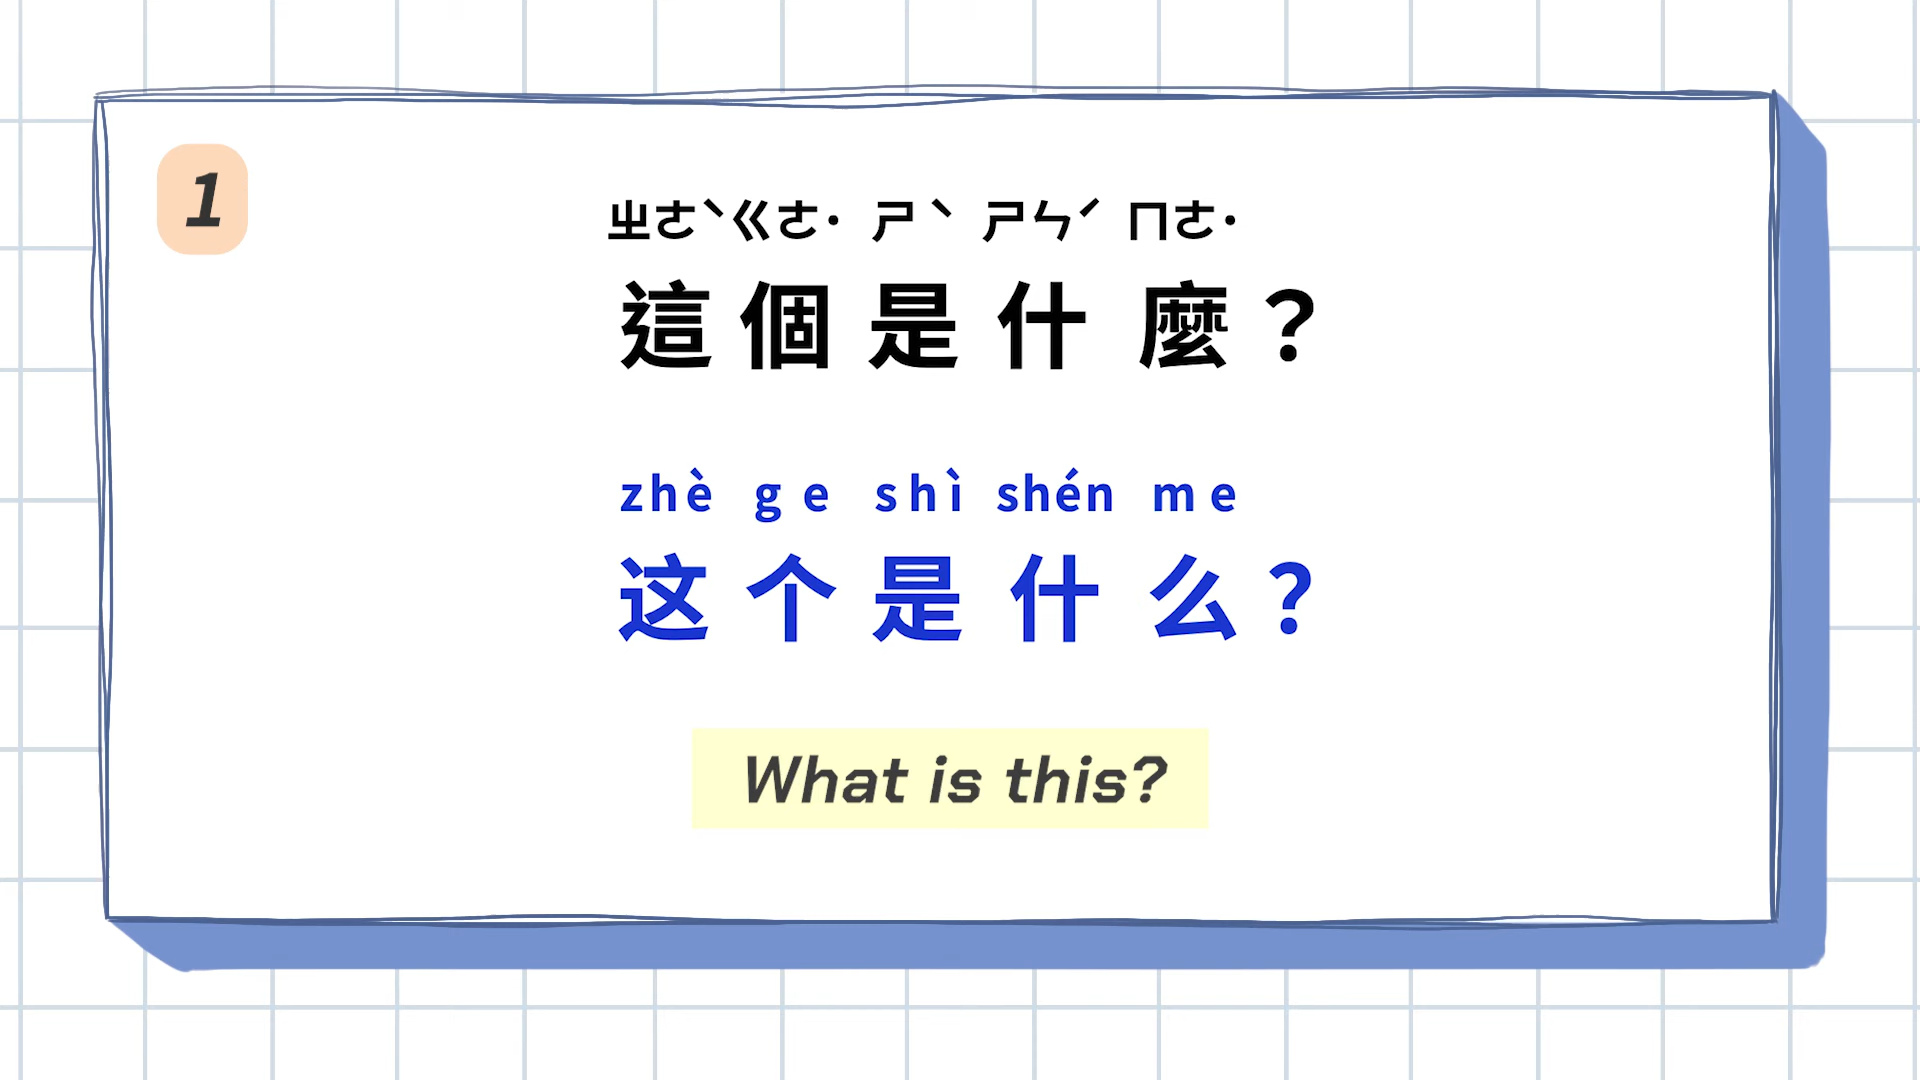 1
ㄓㄜˋㄍㄜ· ㄕˋ ㄕㄣˊ ㄇㄜ·
這個是什麼？
zhè ge shì shén me
这个是什么？
What is this?